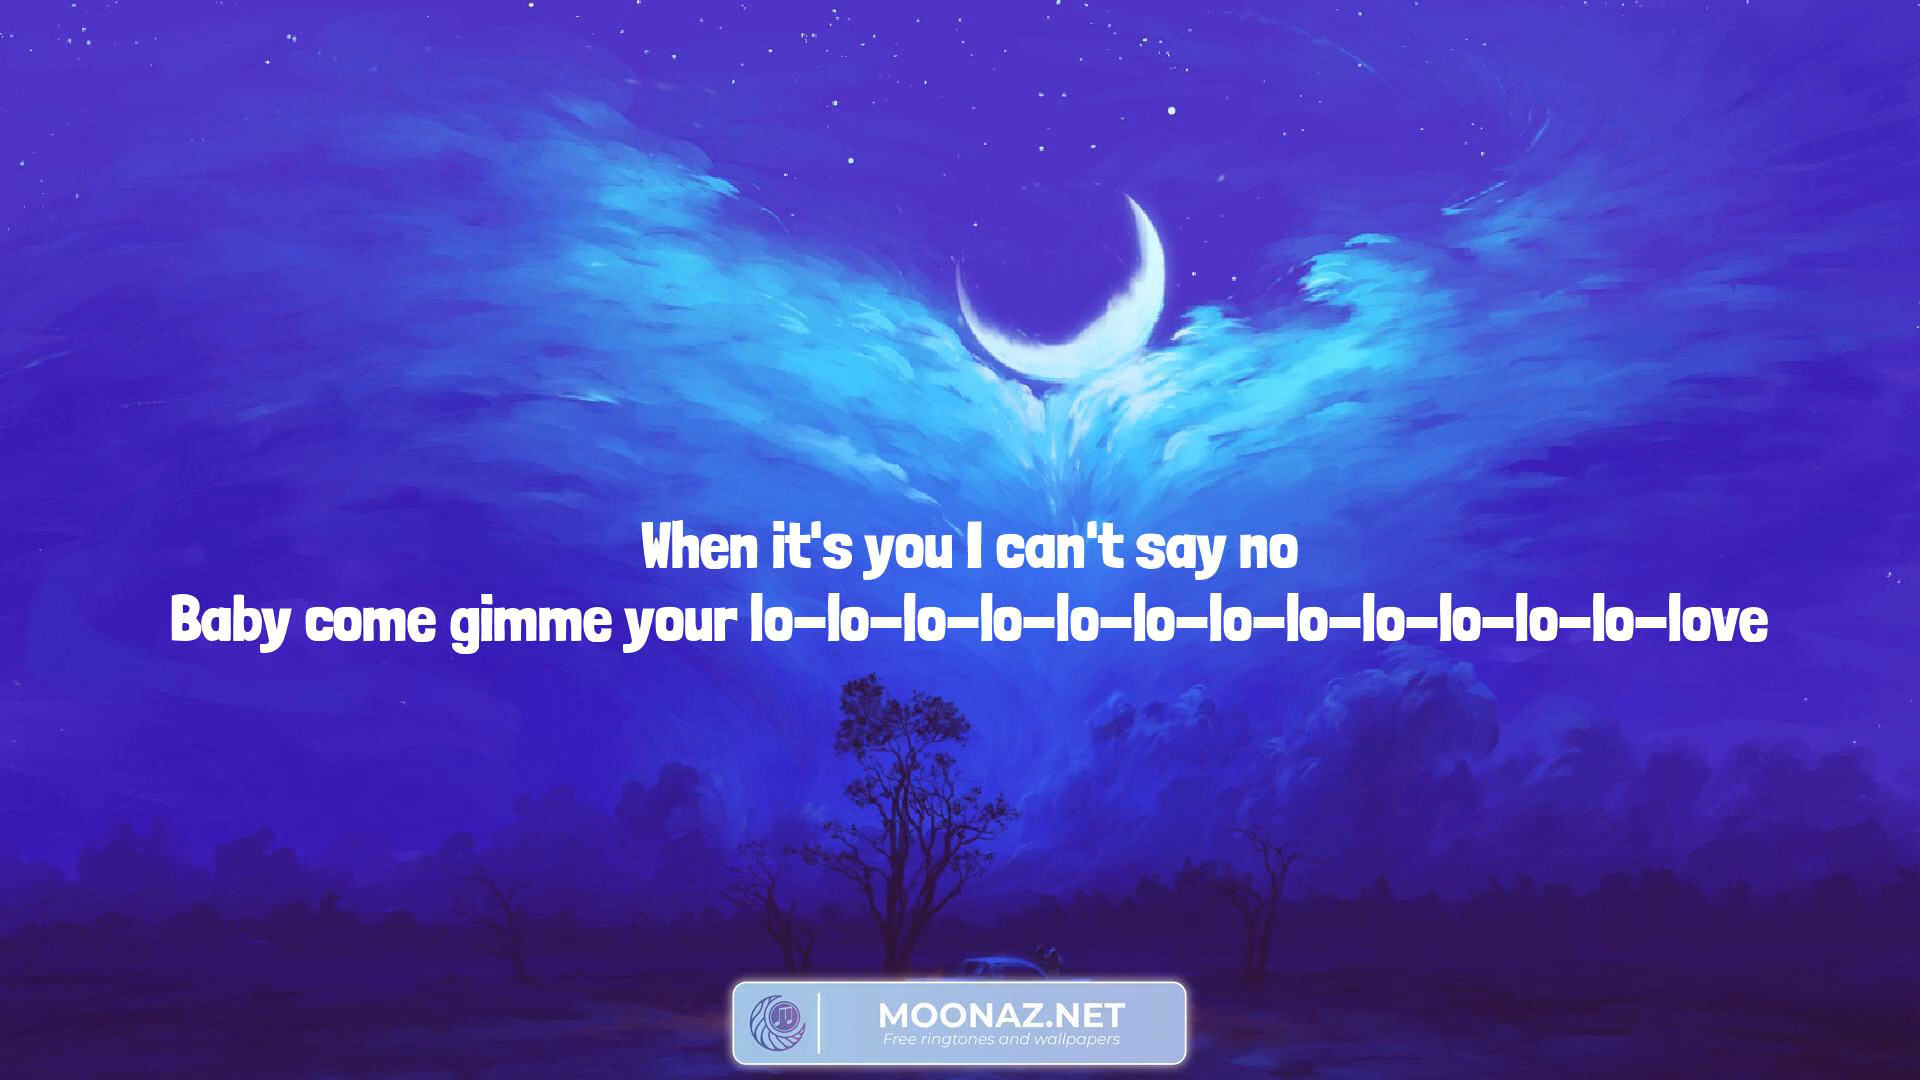 When it's you I can't say no
Baby come gimme your lo-lo-lo-lo-lo-lo-lo-lo-lo-lo-lo-lo-love
MOONAZ.NET
Free ringtones and wallpapers